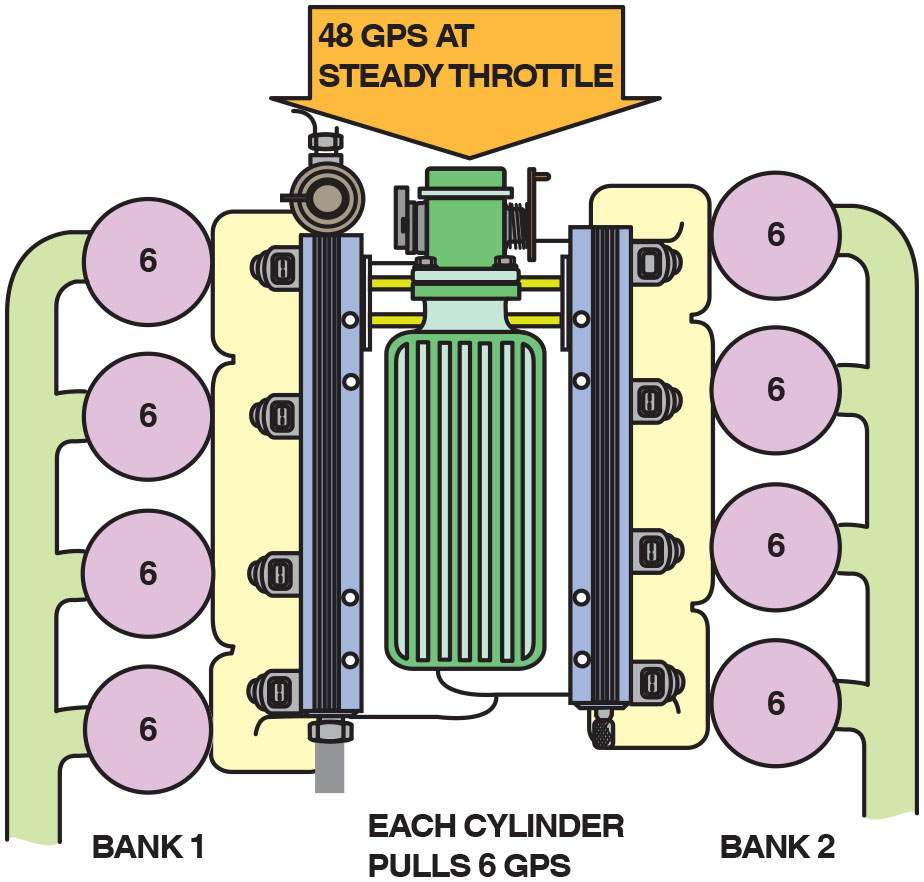 48 GPS AT
STEADY THROTTLE
6
6
6
6
6
6
6
6
BANK 1
EACH CYLINDER
PULLS 6 GPS
BANK 2